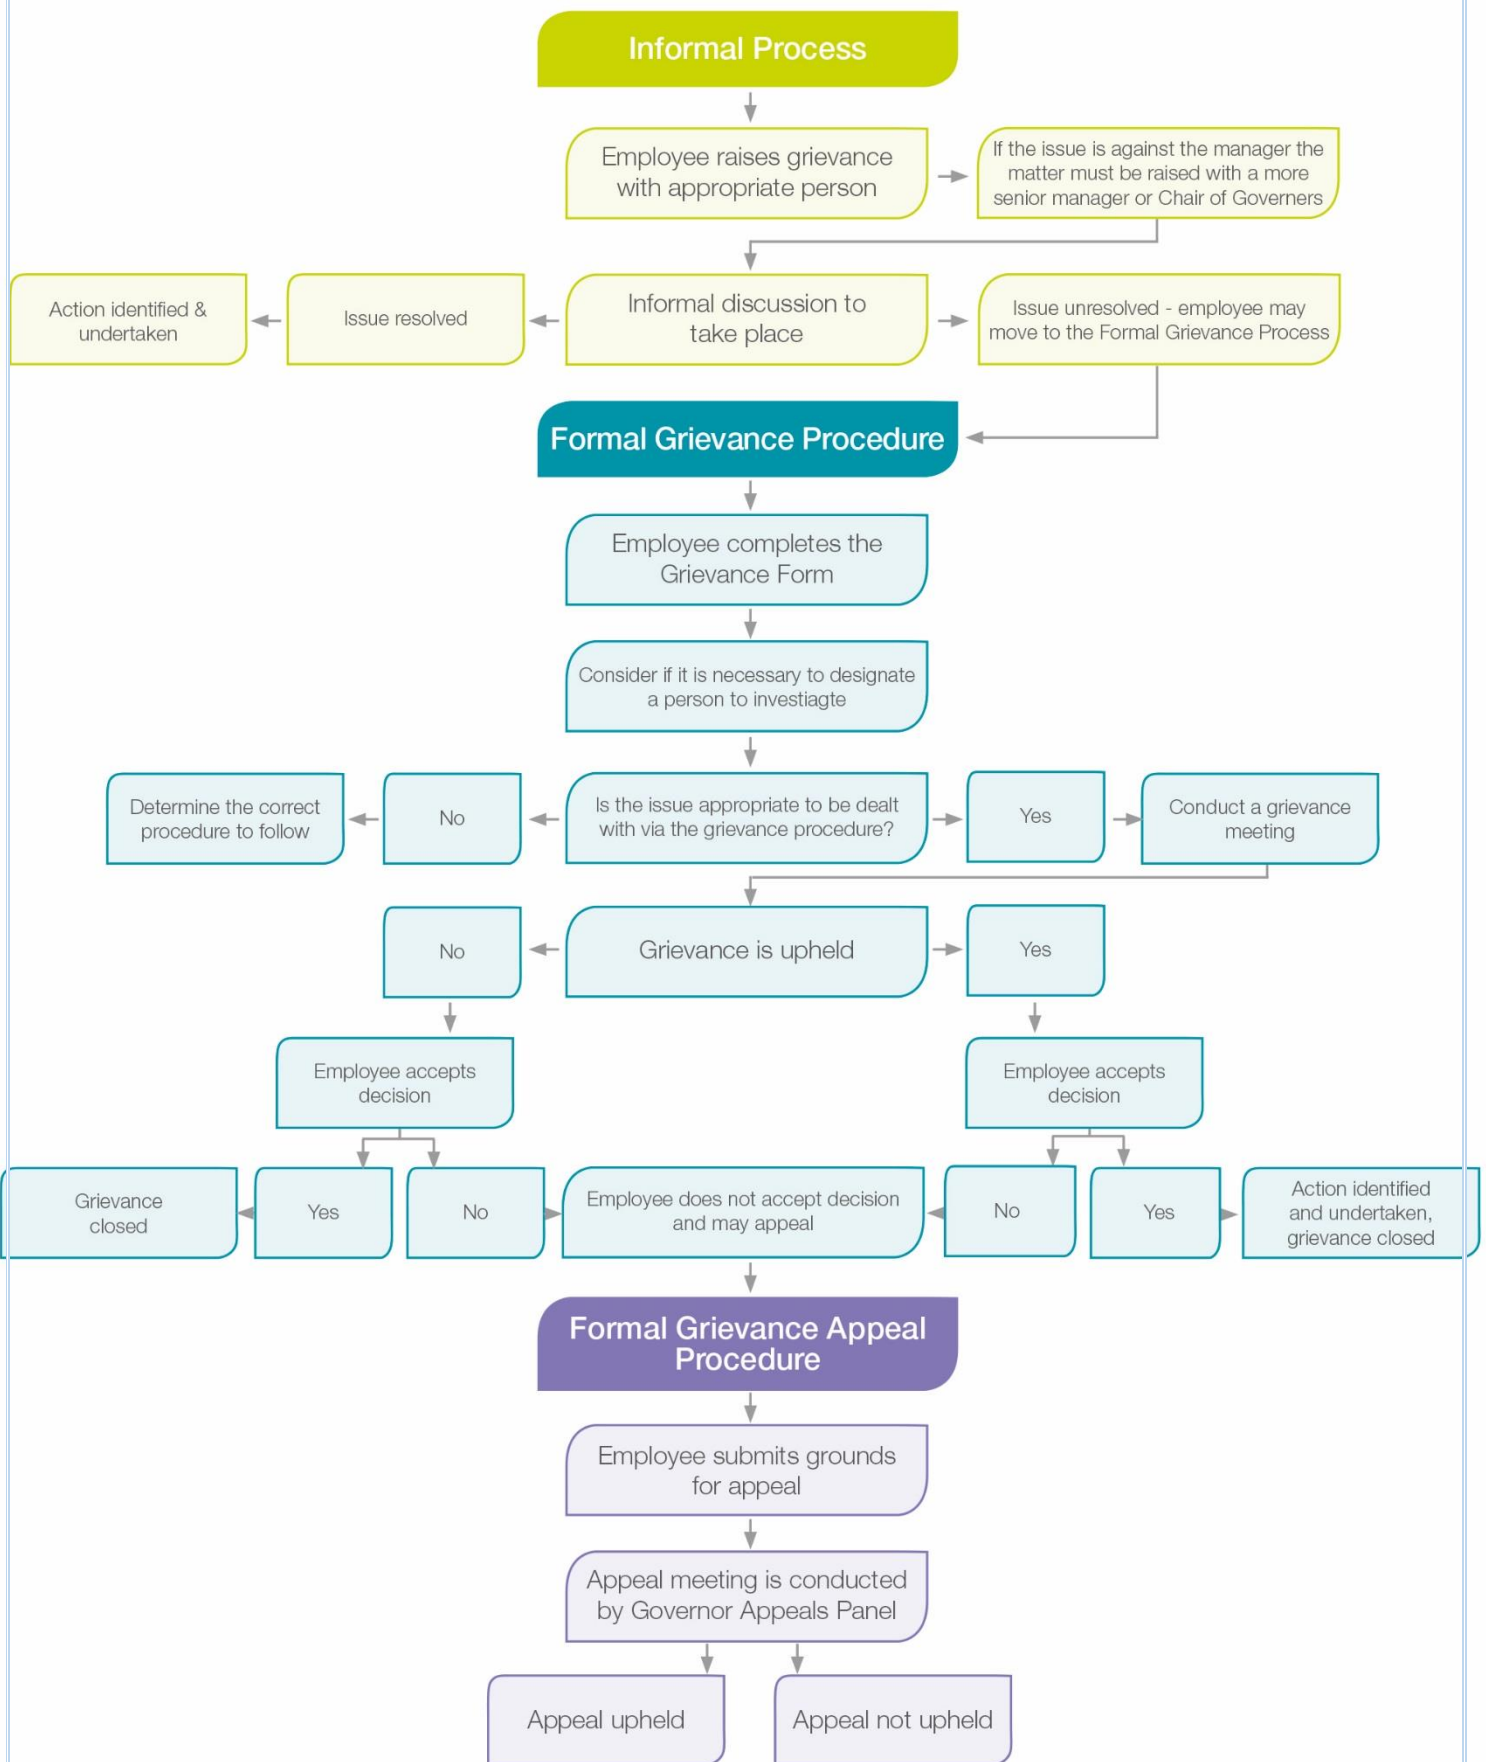 Informal Process
Employee raises grievance
with appropriate person
If the issue is against the manager the
matter must be raised with a more
senior manager or Chair of Governers
Action identified &
undertaken
Issue resolved
Informal discussion to
take place
Issue unresolved - employee may
move to the Formal Grievance Process
Formal Grievance Procedure
Employee completes the
Grievance Form
Consider if it is necessary to designate
a person to investiagte
Determine the correct
procedure to follow
No
Is the issue appropriate to be dealt
with via the grievance procedure?
Yes
Conduct a grievance
meeting
No
Grievance is upheld
Yes
Employee accepts
decision
Employee accepts
decision
Grievance
closed
Yes
No
Employee does not accept decision
and may appeal
No
Yes
Action identified
and undertaken,
grievance closed
Formal Grievance Appeal
Procedure
Employee submits grounds
for appeal
Appeal meeting is conducted
by Governor Appeals Panel
Appeal upheld
Appeal not upheld